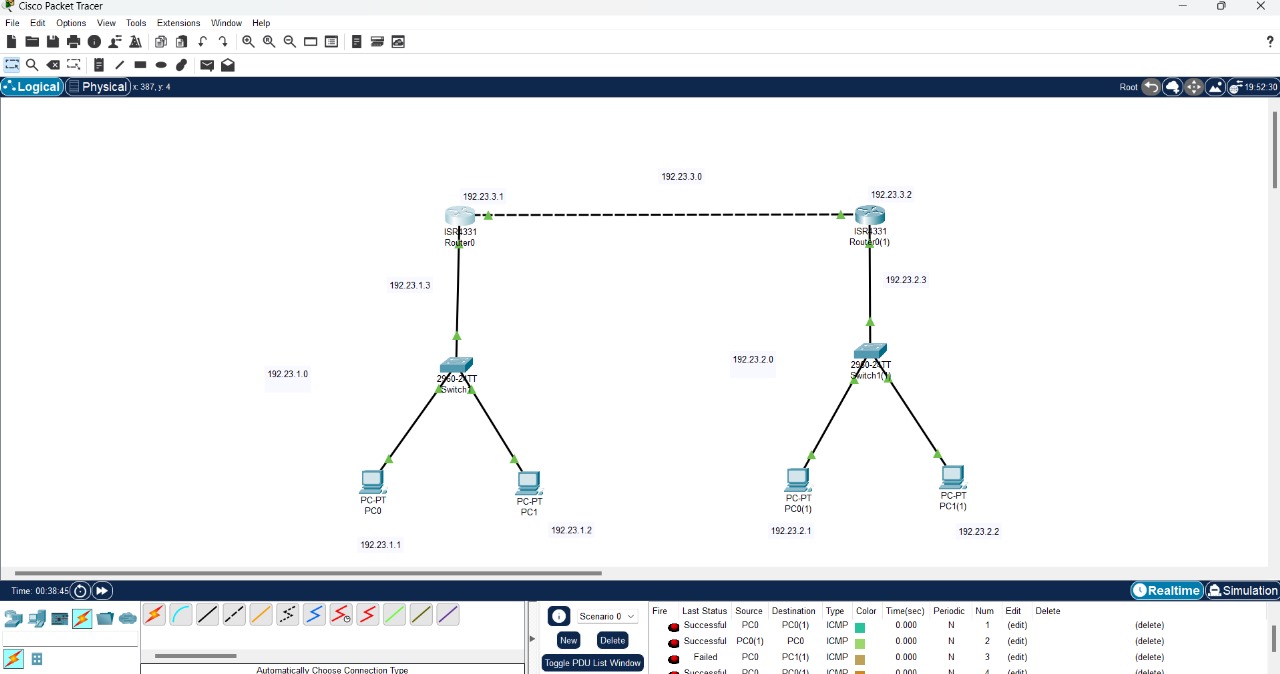 Cisco Packet Tracer
File Edit Options View Tools Extensions Window Help
?
Logical Physical x: 387, y: 4 Root 19:52:30
192.23.3.0
192.23.3.1
192.23.3.2
ISR4331
Router0
ISR4331
Router0(1)
192.23.1.3
192.23.2.3
192.23.1.0
192.23.2.0
2960-24TT
Switch1
2960-24TT
Switch1(1)
PC-PT
PC0
PC-PT
PC1
PC-PT
PC0(1)
PC-PT
PC1(1)
192.23.1.1
192.23.1.2
192.23.2.1
192.23.2.2
Time: 00:38:45 Realtime Simulation
Scenario 0
New Delete
Toggle PDU List Window
Automatically Choose Connection Type
Fire Last Status Source Destination Type Color Time(sec) Periodic Num Edit Delete
Successful PC0 PC0(1) ICMP 0.000 N 1 (edit) (delete)
Successful PC0(1) PC0 ICMP 0.000 N 2 (edit) (delete)
Failed PC0 PC1(1) ICMP 0.000 N 3 (edit) (delete)
Successful PC0 PC0(1) ICMP 0.000 N 4 (edit) (delete)